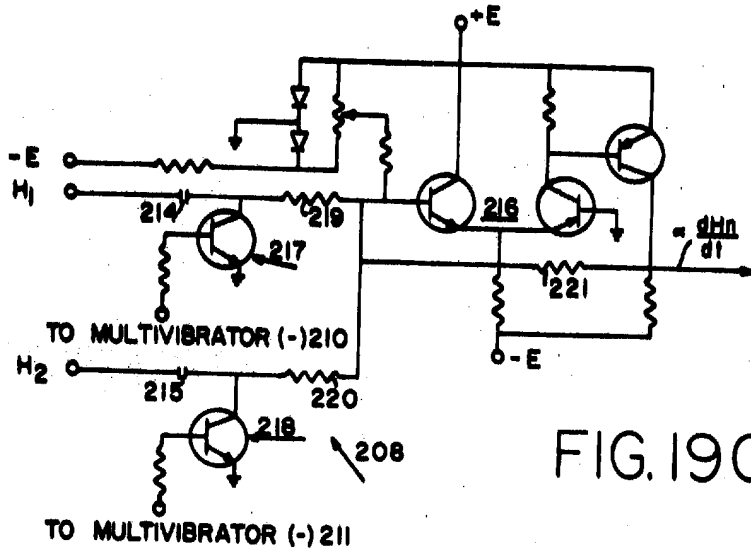 +E
-E
H1
214
219
216
217
∝ dHn
dt
221
TO MULTIVIBRATOR (-)210
-E
H2
215
220
218
208
FIG. 19C
TO MULTIVIBRATOR (-)211